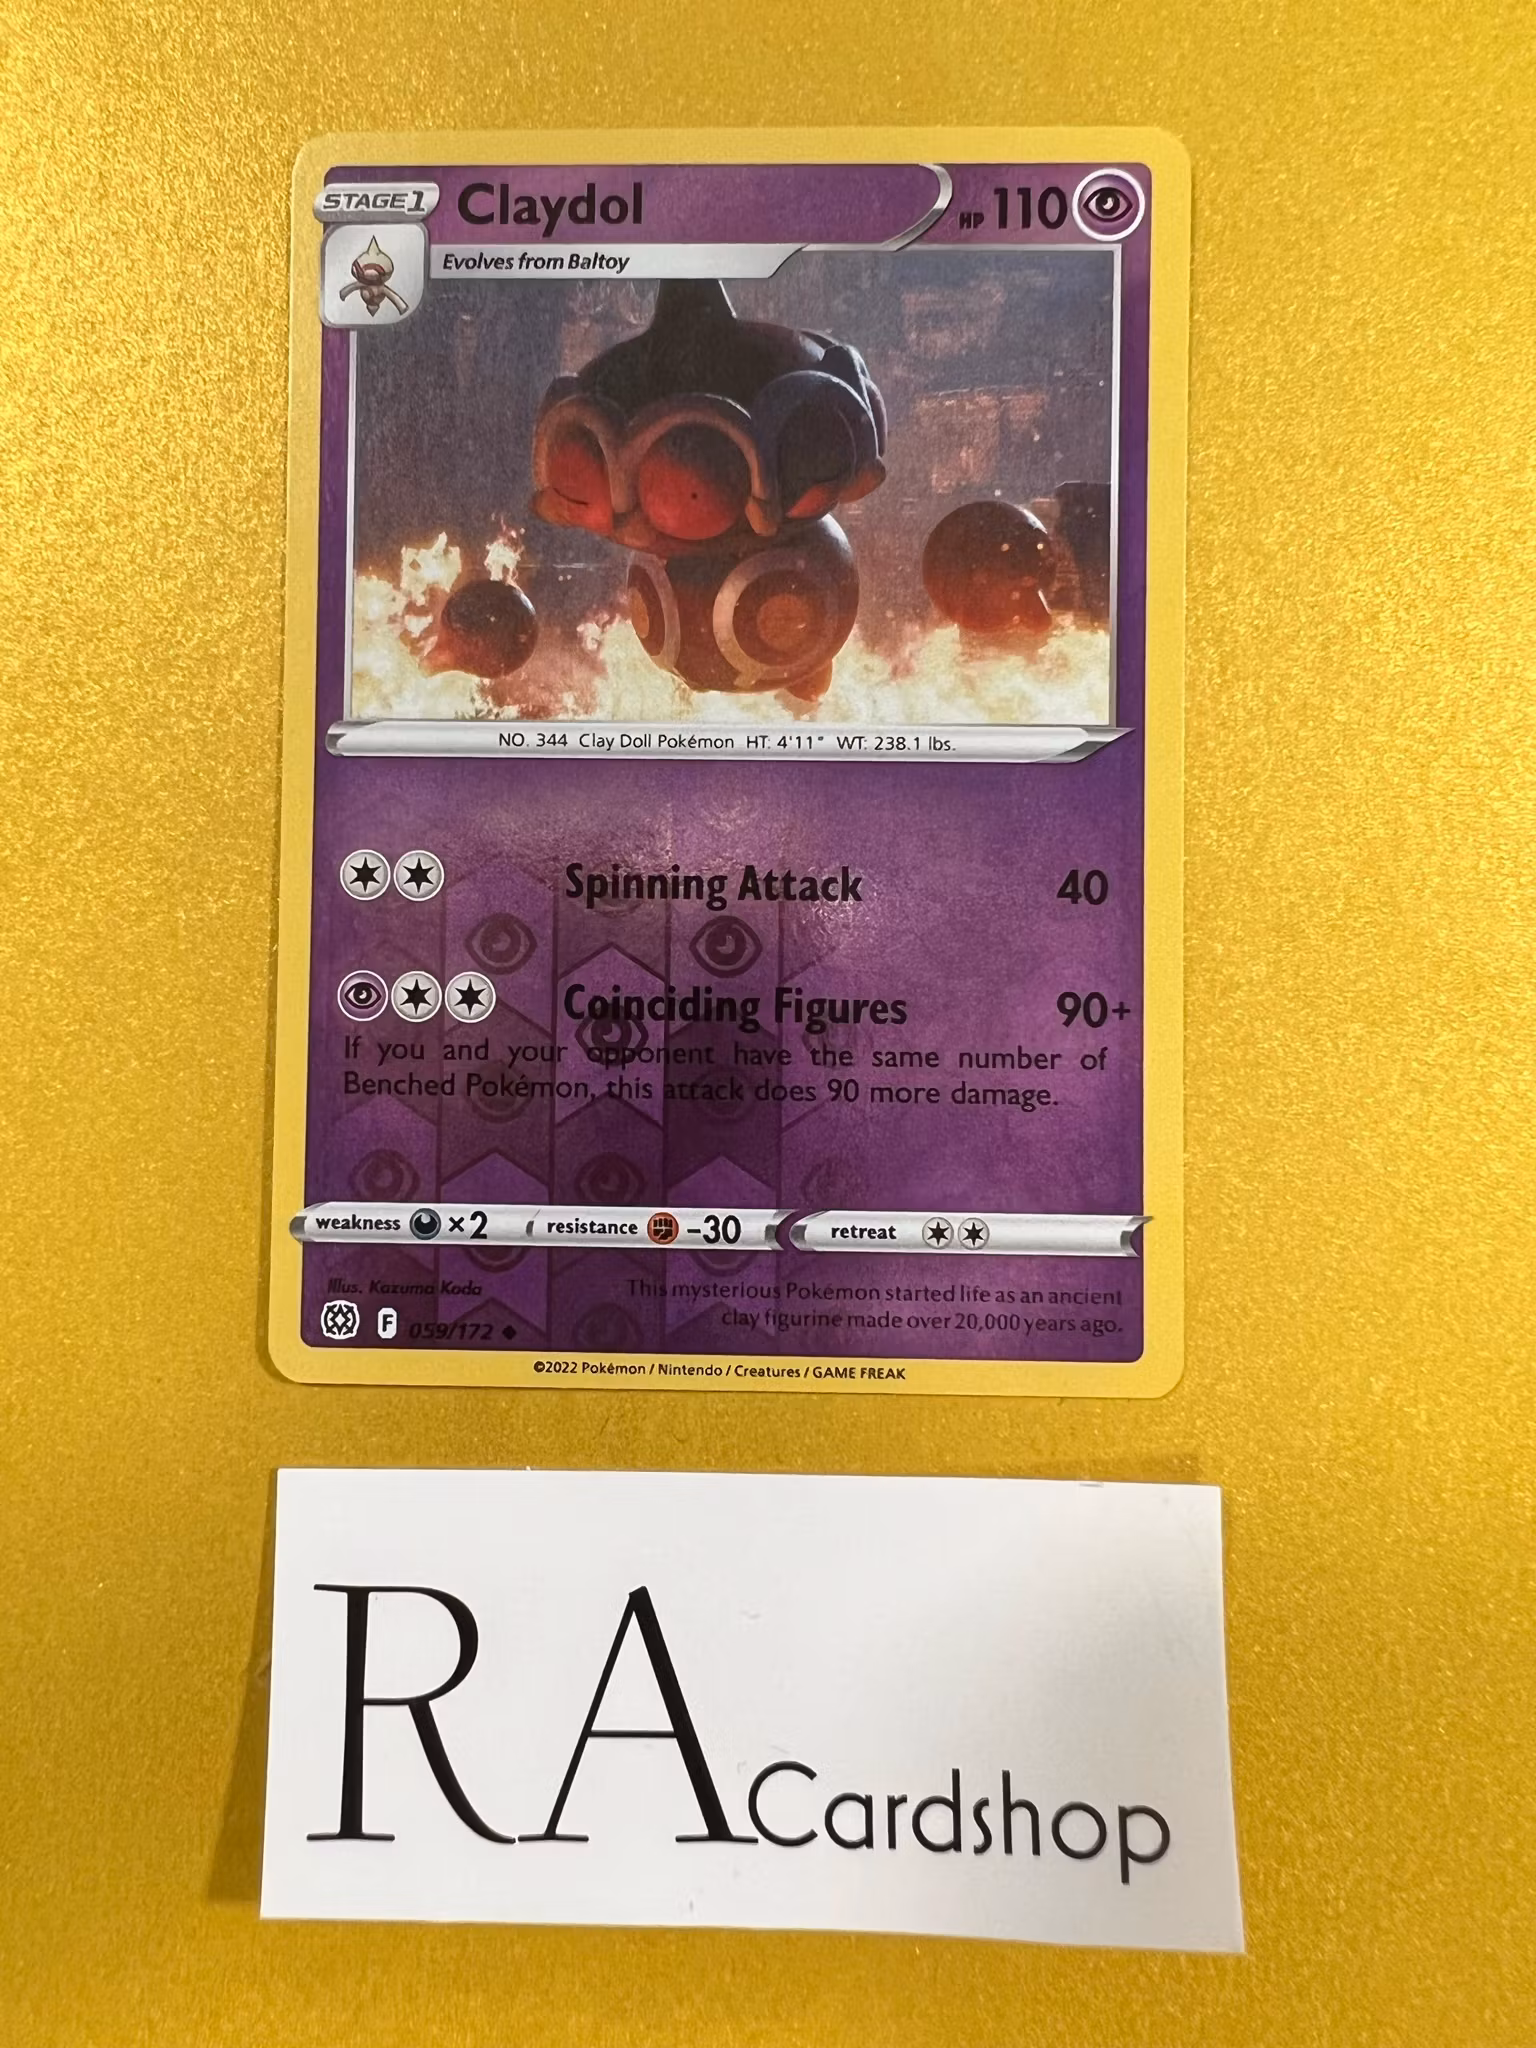 STAGE1 Claydol HP 110
Evolves from Baltoy
NO. 344 Clay Doll Pokémon HT: 4'11" WT: 238.1 lbs.
Spinning Attack 40
Coinciding Figures 90+
If you and your opponent have the same number of
Benched Pokémon, this attack does 90 more damage.
weakness ×2 resistance -30 retreat
Illus. Kazuma Koda
This mysterious Pokémon started life as an ancient
clay figurine made over 20,000 years ago.
F 059/172
©2022 Pokémon / Nintendo / Creatures / GAME FREAK
RA Cardshop